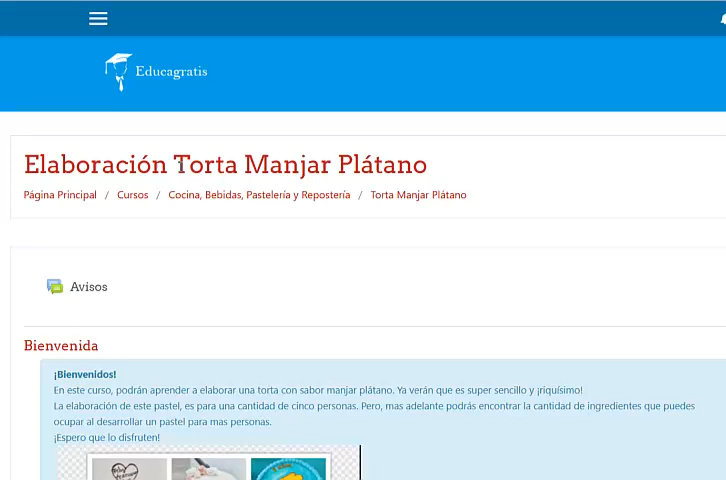 Educagratis
Elaboración Torta Manjar Plátano
Página Principal / Cursos / Cocina, Bebidas, Pastelería y Repostería / Torta Manjar Plátano
Avisos
Bienvenida
¡Bienvenidos!
En este curso, podrán aprender a elaborar una torta con sabor manjar plátano. Ya verán que es super sencillo y ¡riquísimo!
La elaboración de este pastel, es para una cantidad de cinco personas. Pero, mas adelante podrás encontrar la cantidad de ingredientes que puedes
ocupar al desarrollar un pastel para mas personas.
¡Espero que lo disfruten!